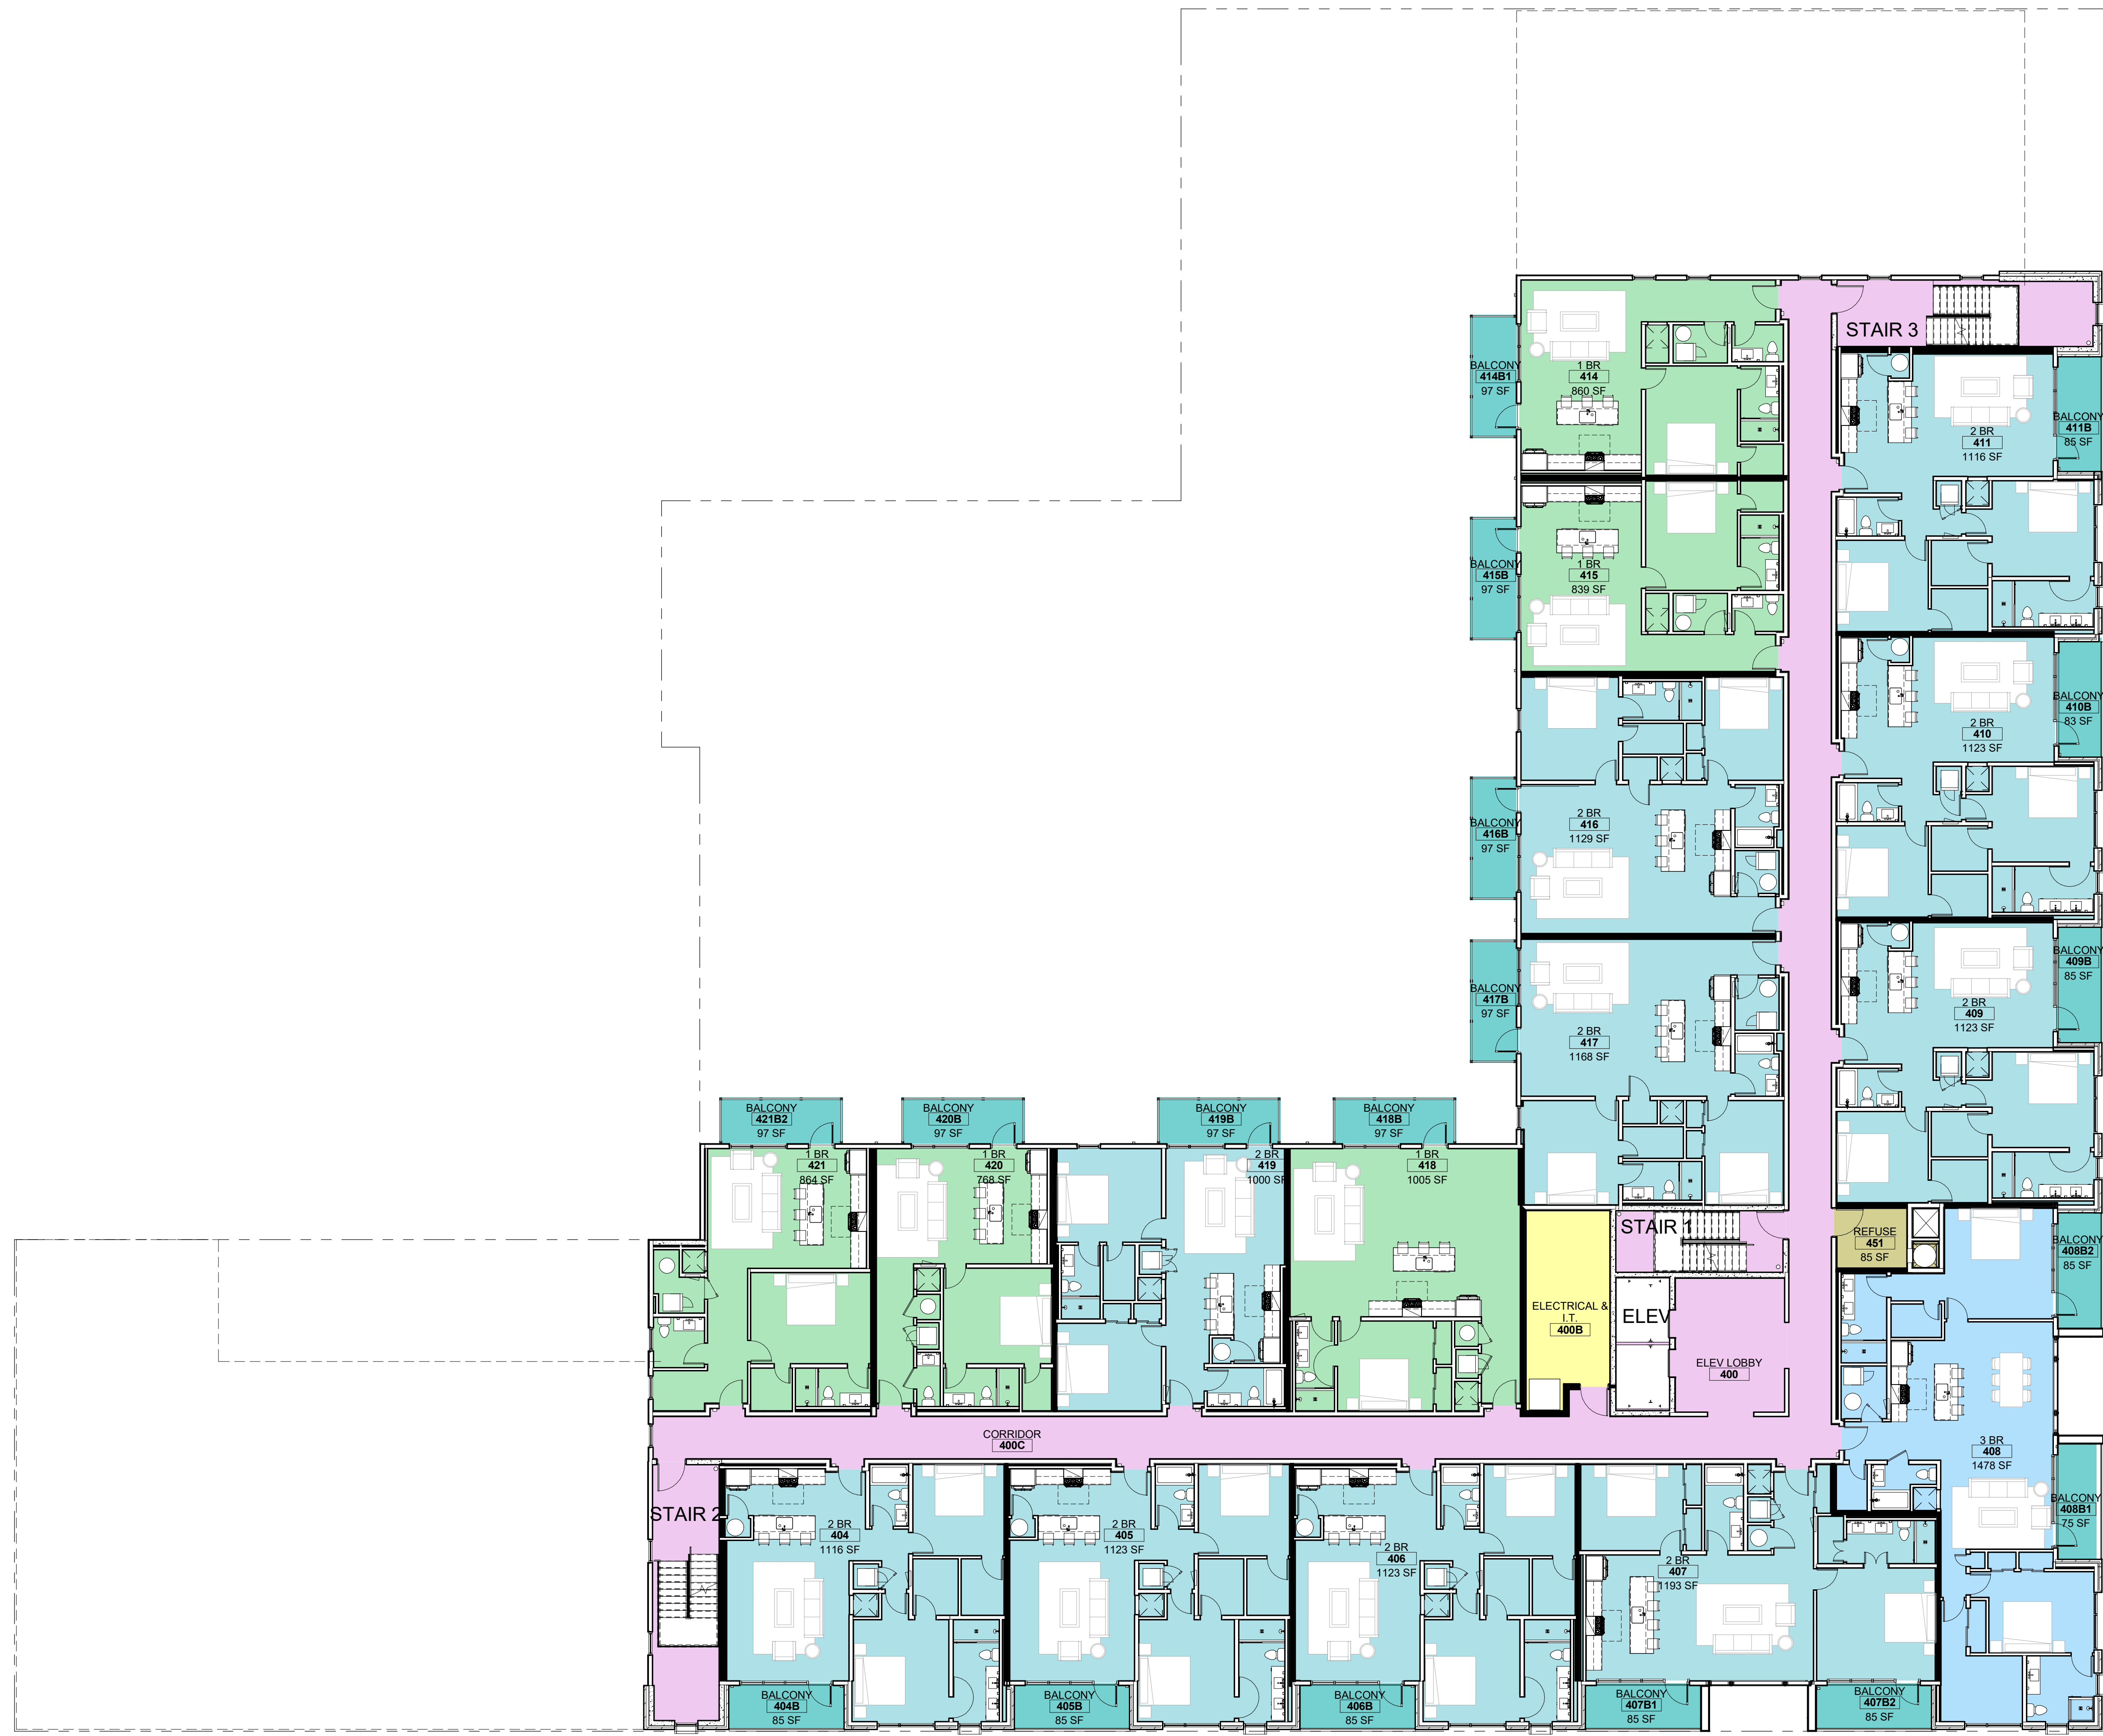 STAIR 3
1 BR
414
860 SF
BALCONY
414B1
97 SF
2 BR
411
1116 SF
BALCONY
411B
85 SF
BALCONY
415B
97 SF
1 BR
415
839 SF
2 BR
410
1123 SF
BALCONY
410B
83 SF
BALCONY
416B
97 SF
2 BR
416
1129 SF
BALCONY
417B
97 SF
2 BR
417
1168 SF
2 BR
409
1123 SF
BALCONY
409B
85 SF
BALCONY
421B2
97 SF
BALCONY
420B
97 SF
BALCONY
419B
97 SF
BALCONY
418B
97 SF
1 BR
421
864 SF
1 BR
420
768 SF
2 BR
419
1000 SF
1 BR
418
1005 SF
STAIR 1
REFUSE
451
85 SF
BALCONY
408B2
85 SF
ELECTRICAL &
I.T.
400B
ELEV
ELEV LOBBY
400
CORRIDOR
400C
3 BR
408
1478 SF
BALCONY
408B1
75 SF
STAIR 2
2 BR
404
1116 SF
2 BR
405
1123 SF
2 BR
406
1123 SF
2 BR
407
1193 SF
BALCONY
404B
85 SF
BALCONY
405B
85 SF
BALCONY
406B
85 SF
BALCONY
407B1
85 SF
BALCONY
407B2
85 SF